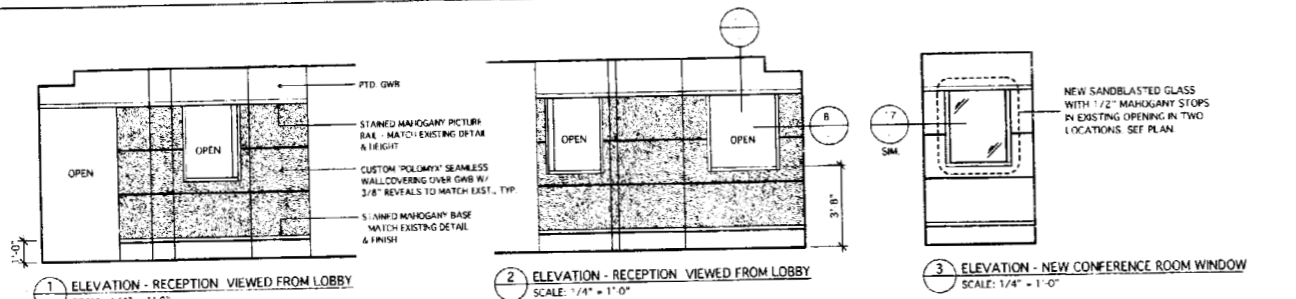 PTD. GWB
STAINED MAHOGANY PICTURE
RAIL - MATCH EXISTING DETAIL
& HEIGHT
CUSTOM "POLOMYX" SEAMLESS
WALLCOVERING OVER GWB W/
3/8" REVEALS TO MATCH EXST., TYP.
STAINED MAHOGANY BASE
MATCH EXISTING DETAIL
& FINISH
OPEN
OPEN
1'-0"
1 ELEVATION - RECEPTION VIEWED FROM LOBBY
OPEN
OPEN
8
3' 8"
2 ELEVATION - RECEPTION VIEWED FROM LOBBY
SCALE: 1/4" = 1'-0"
7
SIM.
NEW SANDBLASTED GLASS
WITH 1/2" MAHOGANY STOPS
IN EXISTING OPENING IN TWO
LOCATIONS. SEE PLAN.
3 ELEVATION - NEW CONFERENCE ROOM WINDOW
SCALE: 1/4" = 1'-0"